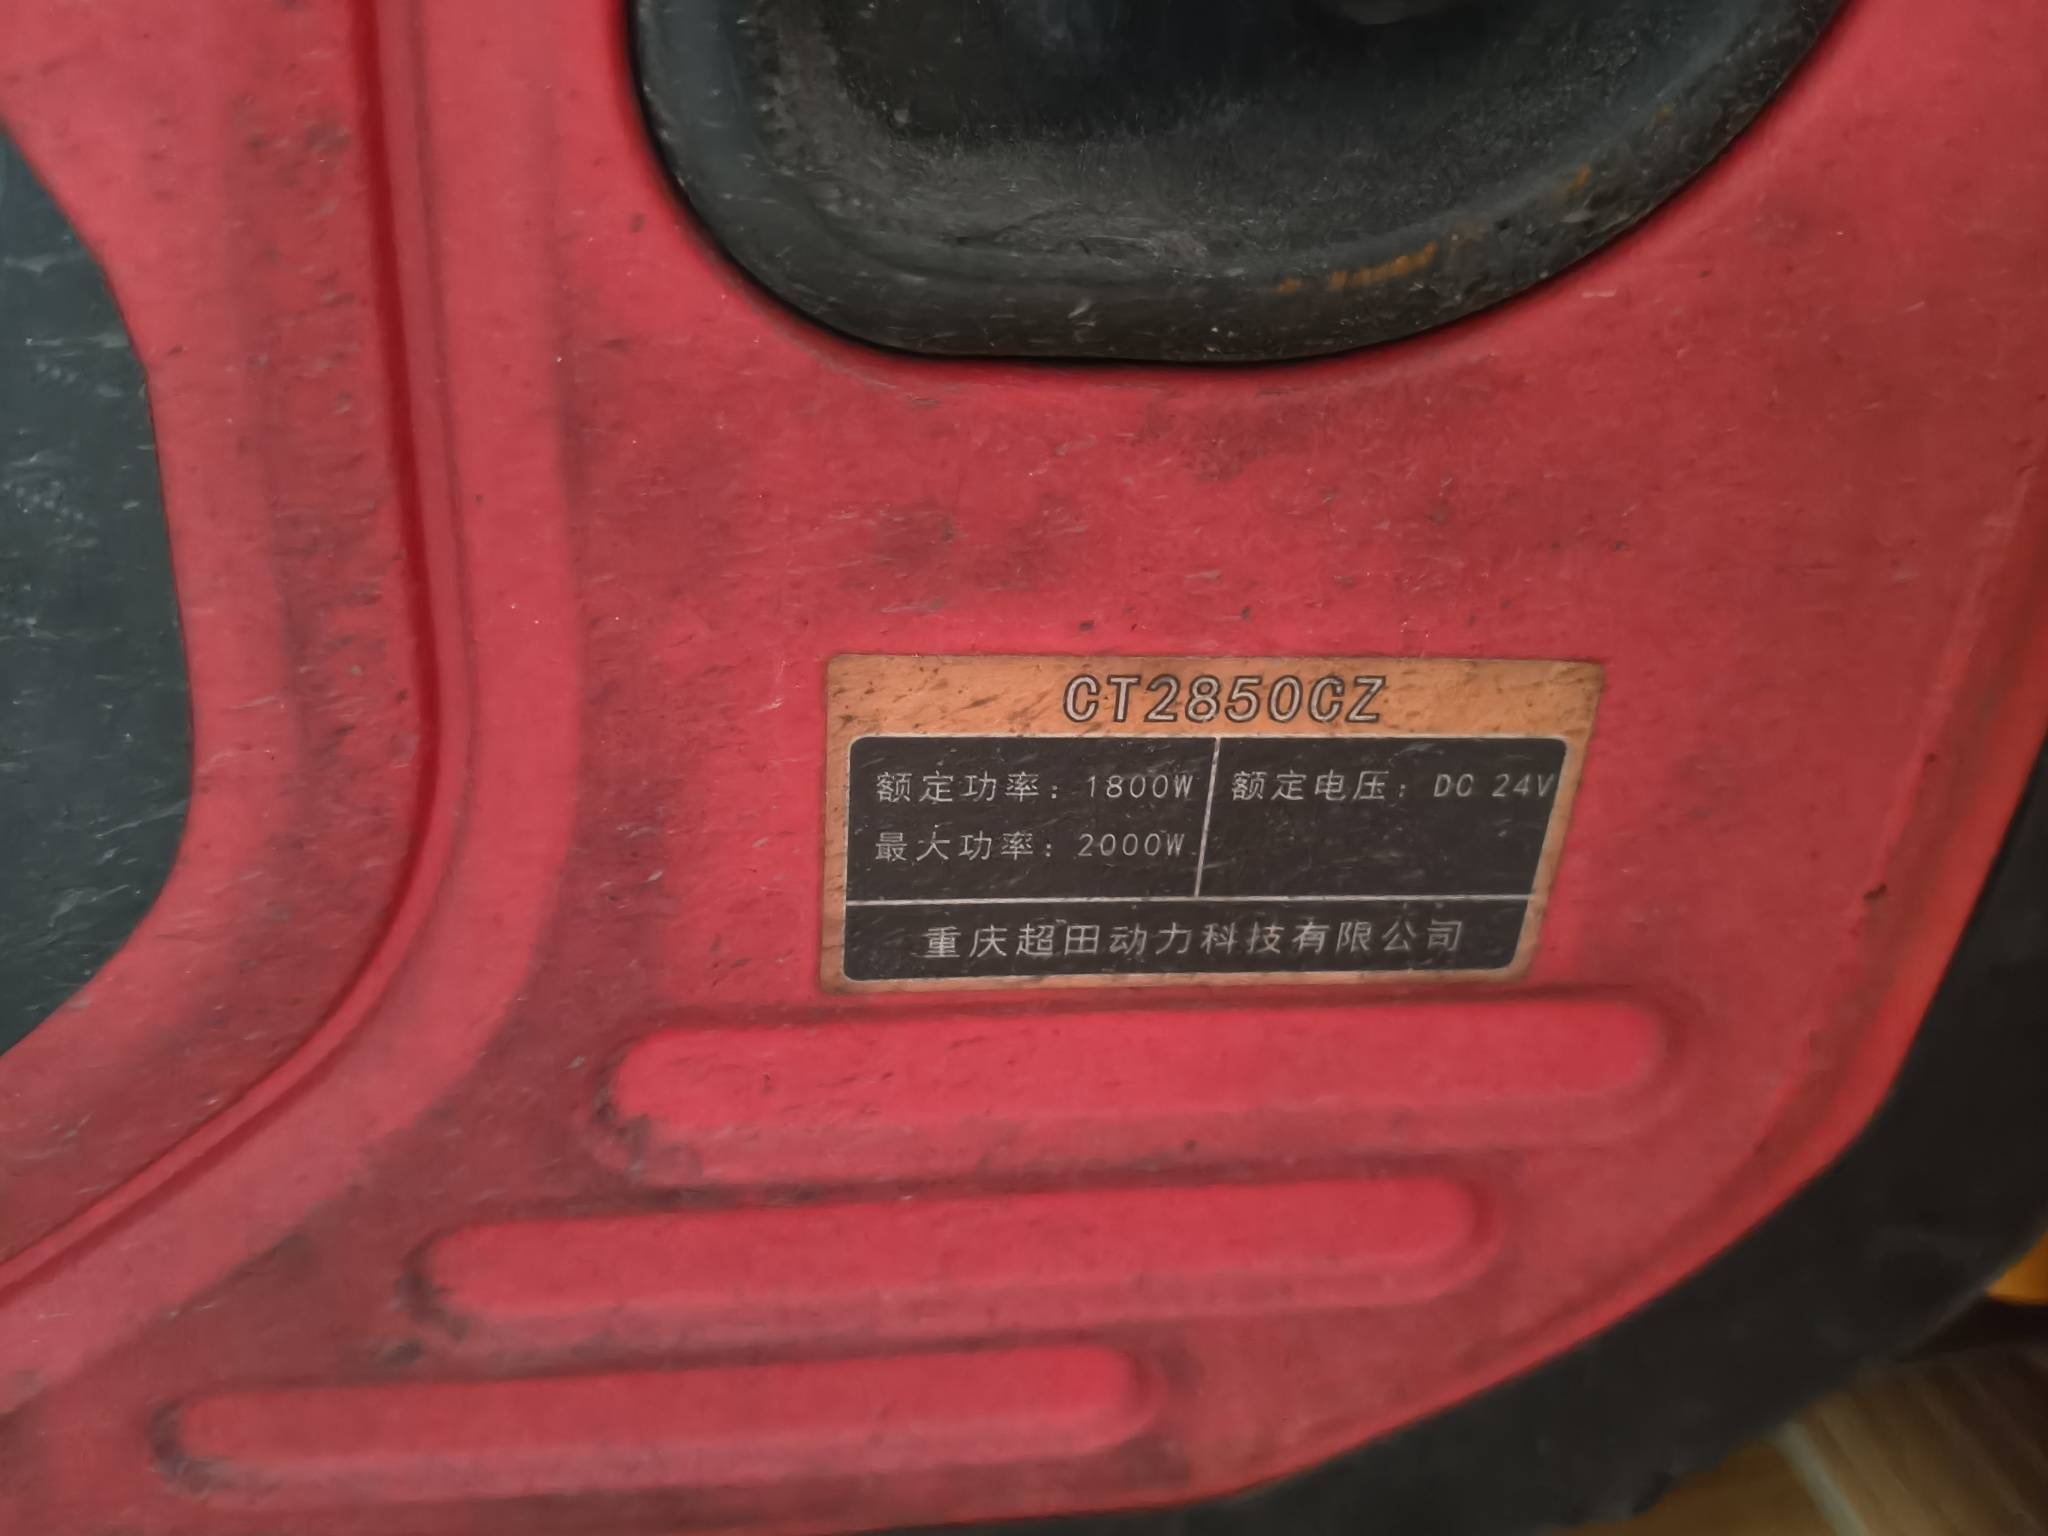 CT2850CZ
额定功率：1800W 额定电压：DC 24V
最大功率：2000W
重庆超田动力科技有限公司